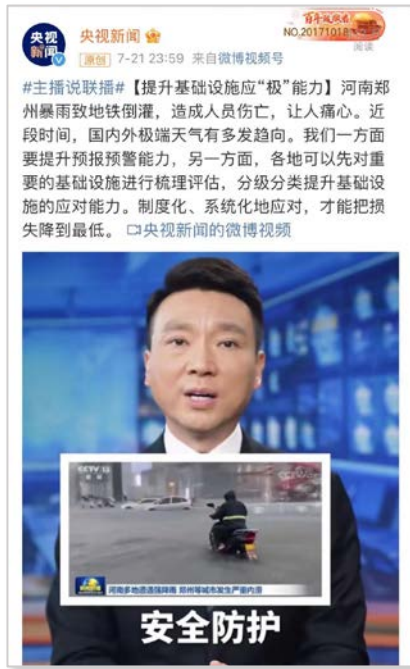 央视新闻
央视新闻
百年风华者
NO.20171018
阅读
原创 7-21 23:59 来自微博视频号
#主播说联播#【提升基础设施应“极”能力】河南郑
州暴雨致地铁倒灌，造成人员伤亡，让人痛心。近
段时间，国内外极端天气有多发趋向。我们一方面
要提升预报预警能力，另一方面，各地可以先对重
要的基础设施进行梳理评估，分级分类提升基础设
施的应对能力。制度化、系统化地应对，才能把损
失降到最低。 央视新闻的微博视频
CCTV 13
新闻
河南多地遭遇强降雨 郑州等城市发生严重内涝
安全防护